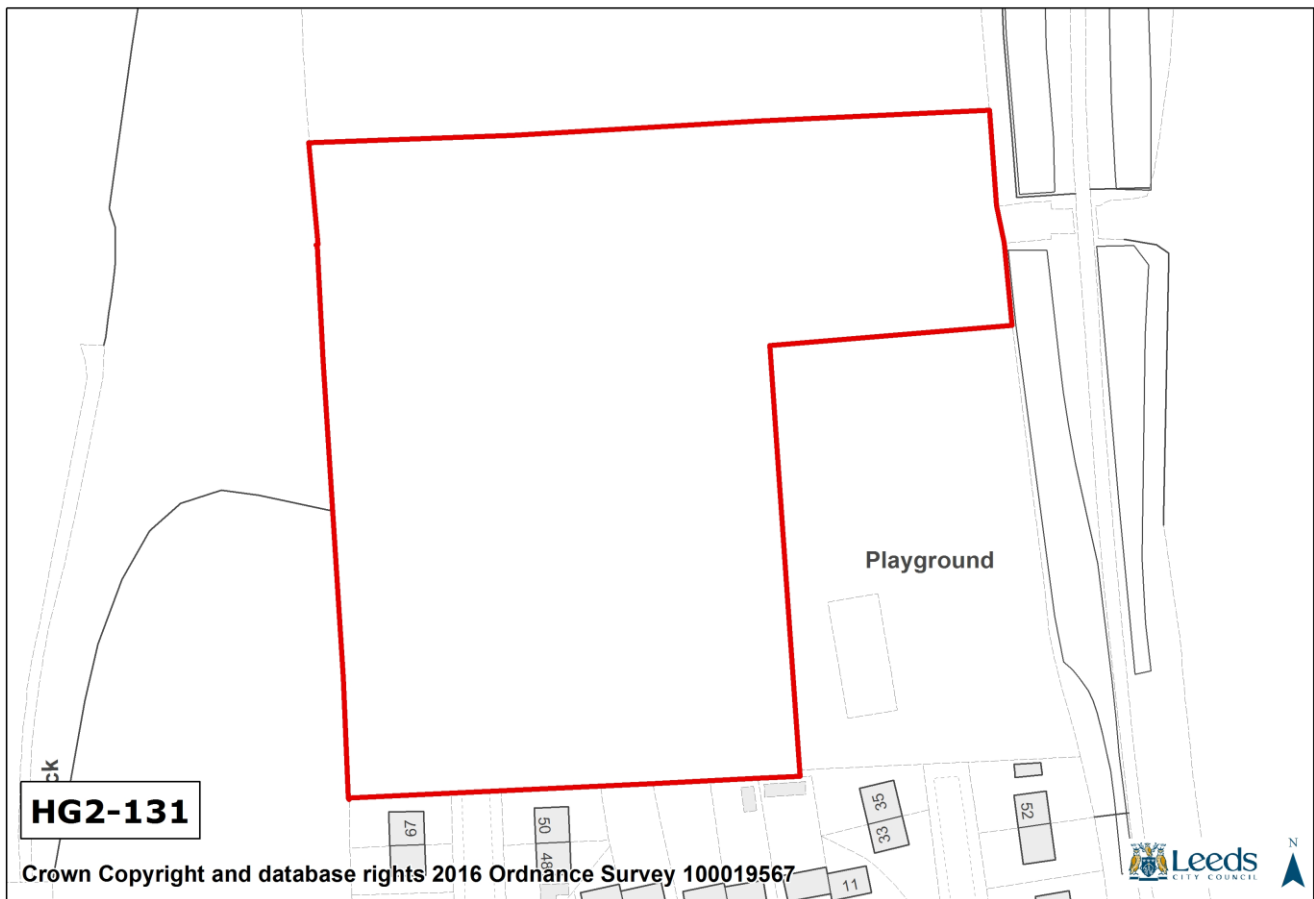 Playground
ck
HG2-131
67
50
48
33 35
52
11
Crown Copyright and database rights 2016 Ordnance Survey 100019567
Leeds
CITY COUNCIL
N